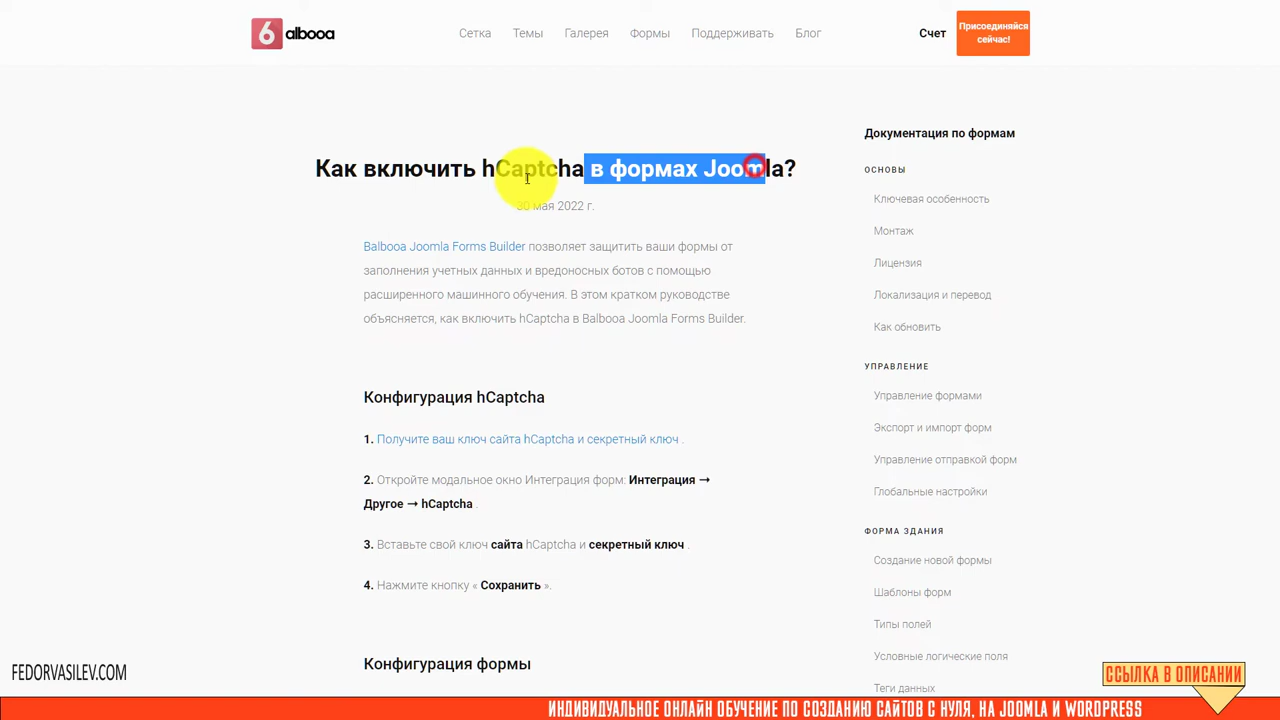 6 albooa
Сетка Темы Галерея Формы Поддерживать Блог
Счет
Присоединяйся
сейчас!
Как включить hCaptcha в формах Joomla?
30 мая 2022 г.
Balbooa Joomla Forms Builder позволяет защитить ваши формы от
заполнения учетных данных и вредоносных ботов с помощью
расширенного машинного обучения. В этом кратком руководстве
объясняется, как включить hCaptcha в Balbooa Joomla Forms Builder.
Конфигурация hCaptcha
1. Получите ваш ключ сайта hCaptcha и секретный ключ .
2. Откройте модальное окно Интеграция форм: Интеграция →
Другое → hCaptcha .
3. Вставьте свой ключ сайта hCaptcha и секретный ключ .
4. Нажмите кнопку « Сохранить ».
Конфигурация формы
Документация по формам
ОСНОВЫ
Ключевая особенность
Монтаж
Лицензия
Локализация и перевод
Как обновить
УПРАВЛЕНИЕ
Управление формами
Экспорт и импорт форм
Управление отправкой форм
Глобальные настройки
ФОРМА ЗДАНИЯ
Создание новой формы
Шаблоны форм
Типы полей
Условные логические поля
Теги данных
FEDORVASILEV.COM
ССЫЛКА В ОПИСАНИИ
ИНДИВИДУАЛЬНОЕ ОНЛАЙН ОБУЧЕНИЕ ПО СОЗДАНИЮ САЙТОВ С НУЛЯ, НА JOOMLA И WORDPRESS